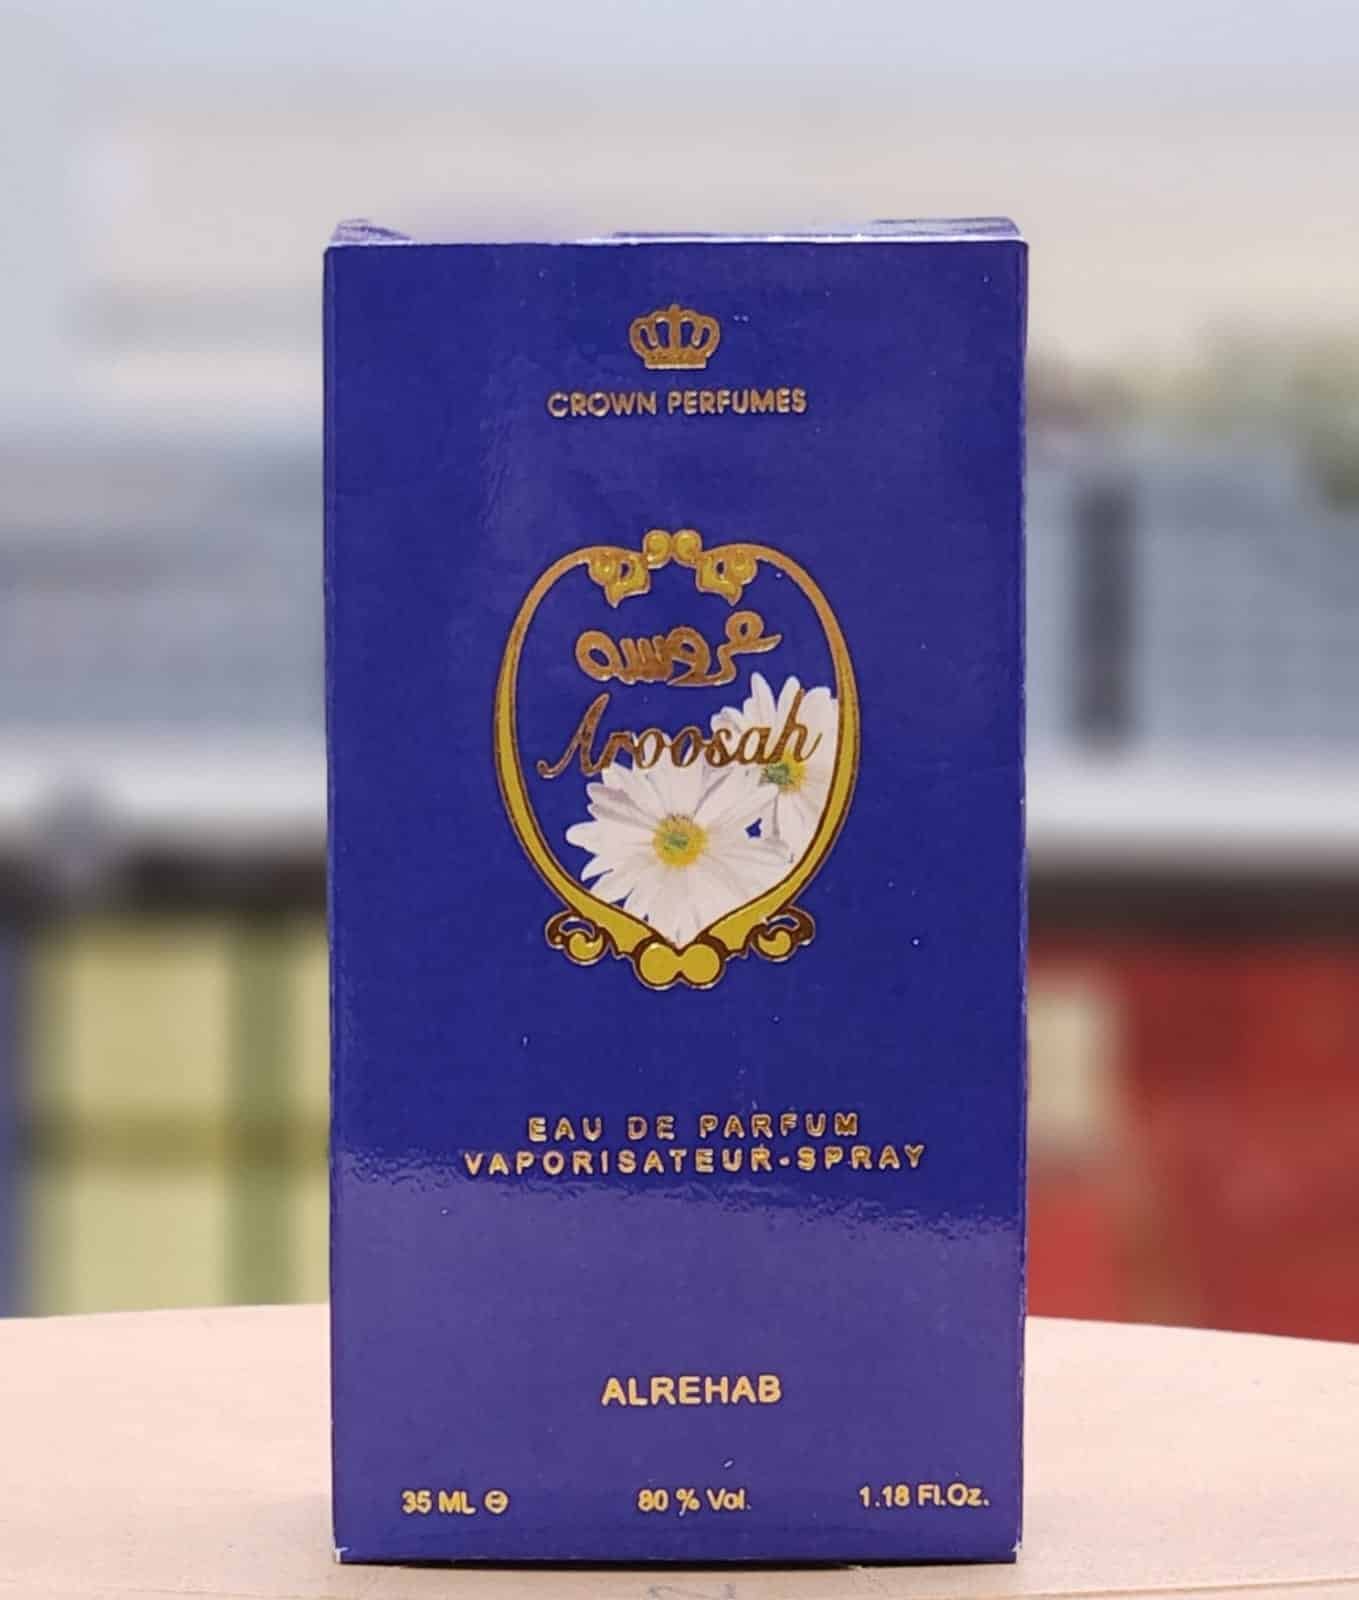 CROWN PERFUMES
عروسه
Aroosah
EAU DE PARFUM
VAPORISATEUR-SPRAY
ALREHAB
35 ML ℮ 80 % Vol. 1.18 Fl.Oz.